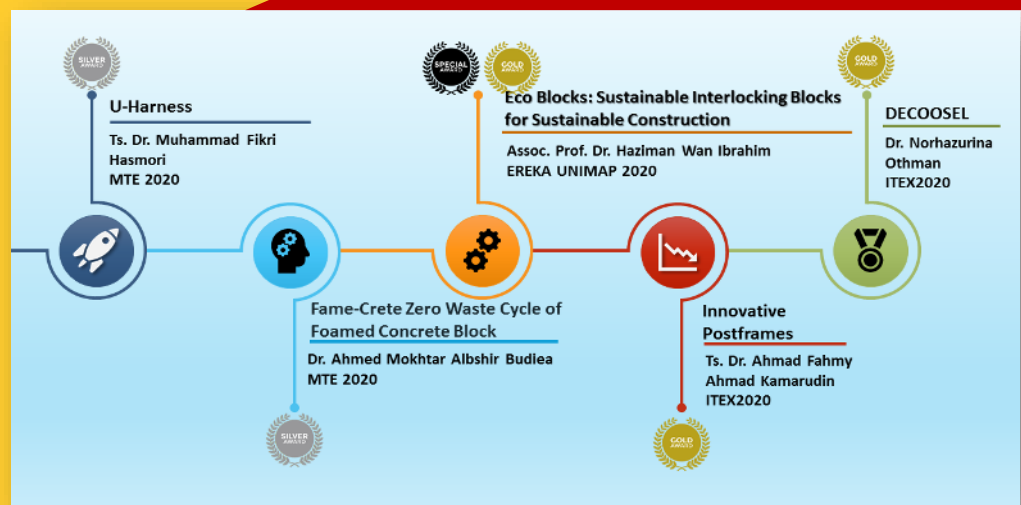 SILVER
AWARD
U-Harness
Ts. Dr. Muhammad Fikri
Hasmori
MTE 2020
Fame-Crete Zero Waste Cycle of
Foamed Concrete Block
Dr. Ahmed Mokhtar Albshir Budiea
MTE 2020
SILVER
AWARD
SPECIAL
AWARD
GOLD
AWARD
Eco Blocks: Sustainable Interlocking Blocks
for Sustainable Construction
Assoc. Prof. Dr. Haziman Wan Ibrahim
EREKA UNIMAP 2020
Innovative
Postframes
Ts. Dr. Ahmad Fahmy
Ahmad Kamarudin
ITEX2020
GOLD
AWARD
GOLD
AWARD
DECOOSEL
Dr. Norhazurina
Othman
ITEX2020